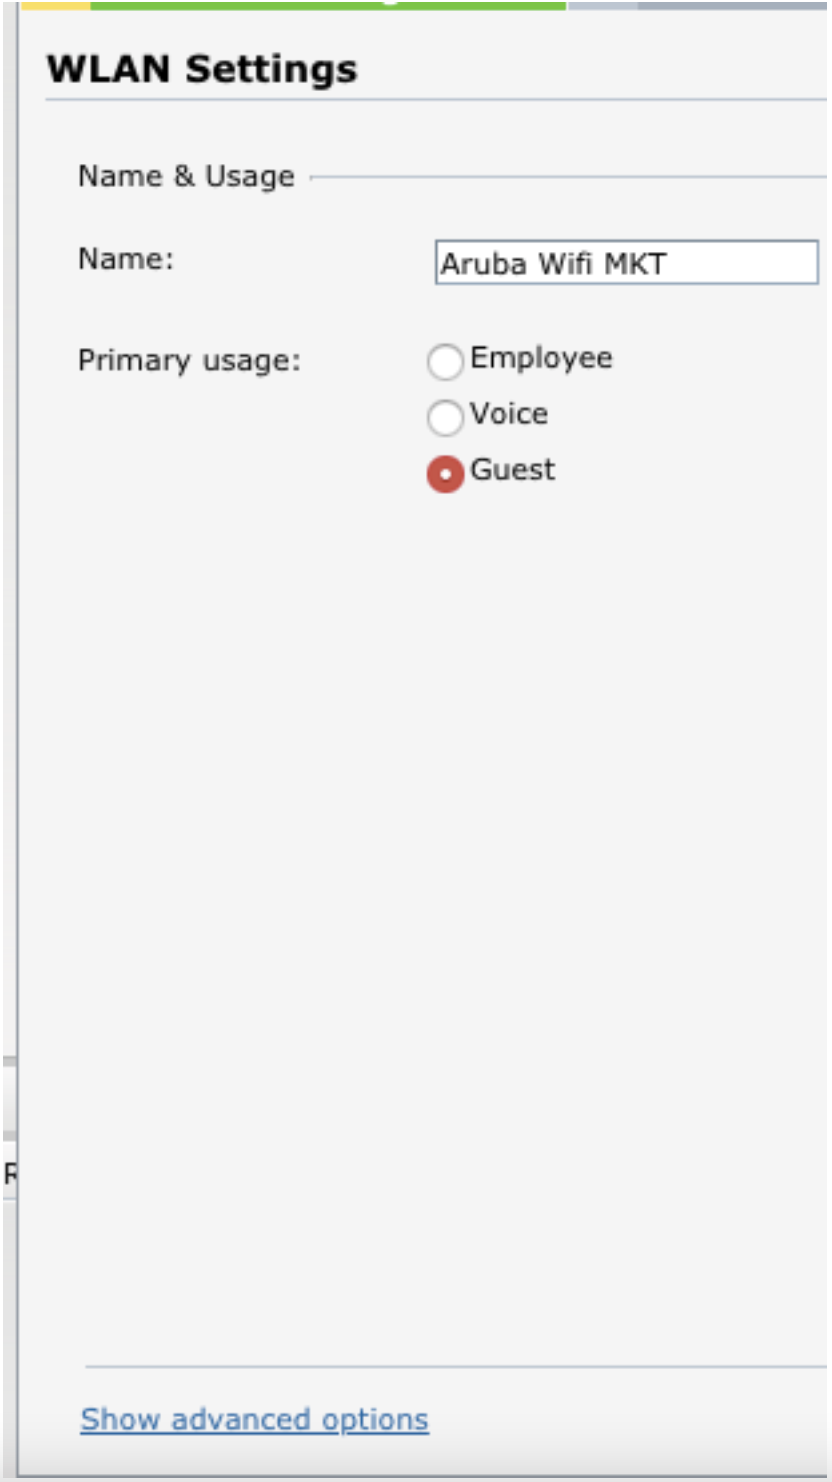 WLAN Settings
Name & Usage
Name: Aruba Wifi MKT
Primary usage: Employee
Voice
Guest
R
Show advanced options